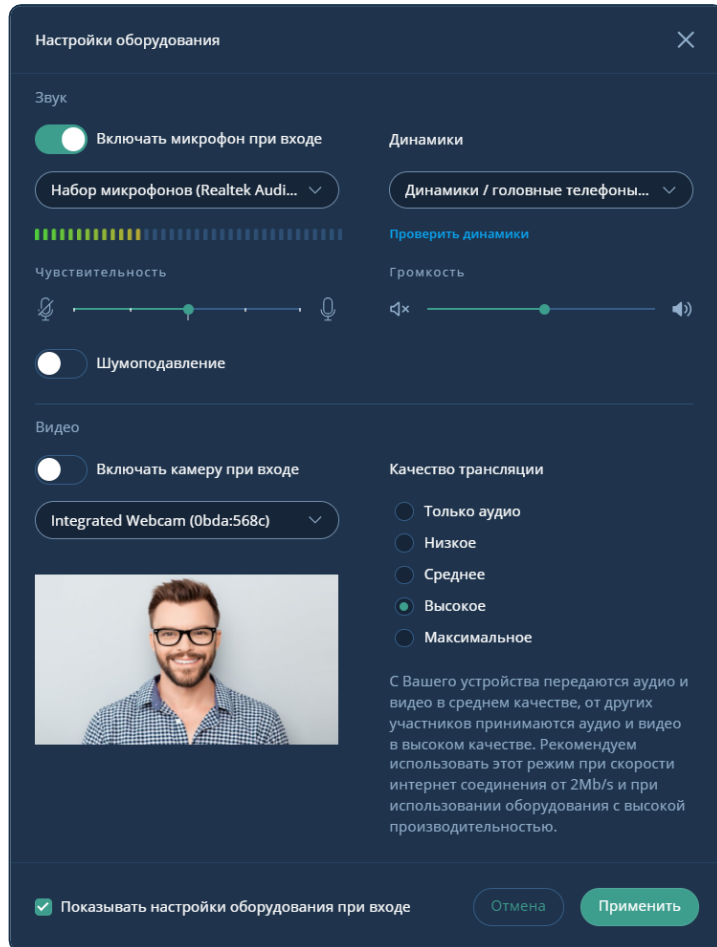 Настройки оборудования
Звук
Включать микрофон при входе
Динамики
Набор микрофонов (Realtek Audi...
Динамики / головные телефоны...
Проверить динамики
Чувствительность
Громкость
Шумоподавление
Видео
Включать камеру при входе
Качество трансляции
Integrated Webcam (0bda:568c)
Только аудио
Низкое
Среднее
Высокое
Максимальное
С Вашего устройства передаются аудио и
видео в среднем качестве, от других
участников принимаются аудио и видео
в высоком качестве. Рекомендуем
использовать этот режим при скорости
интернет соединения от 2Mb/s и при
использовании оборудования с высокой
производительностью.
Показывать настройки оборудования при входе
Отмена
Применить